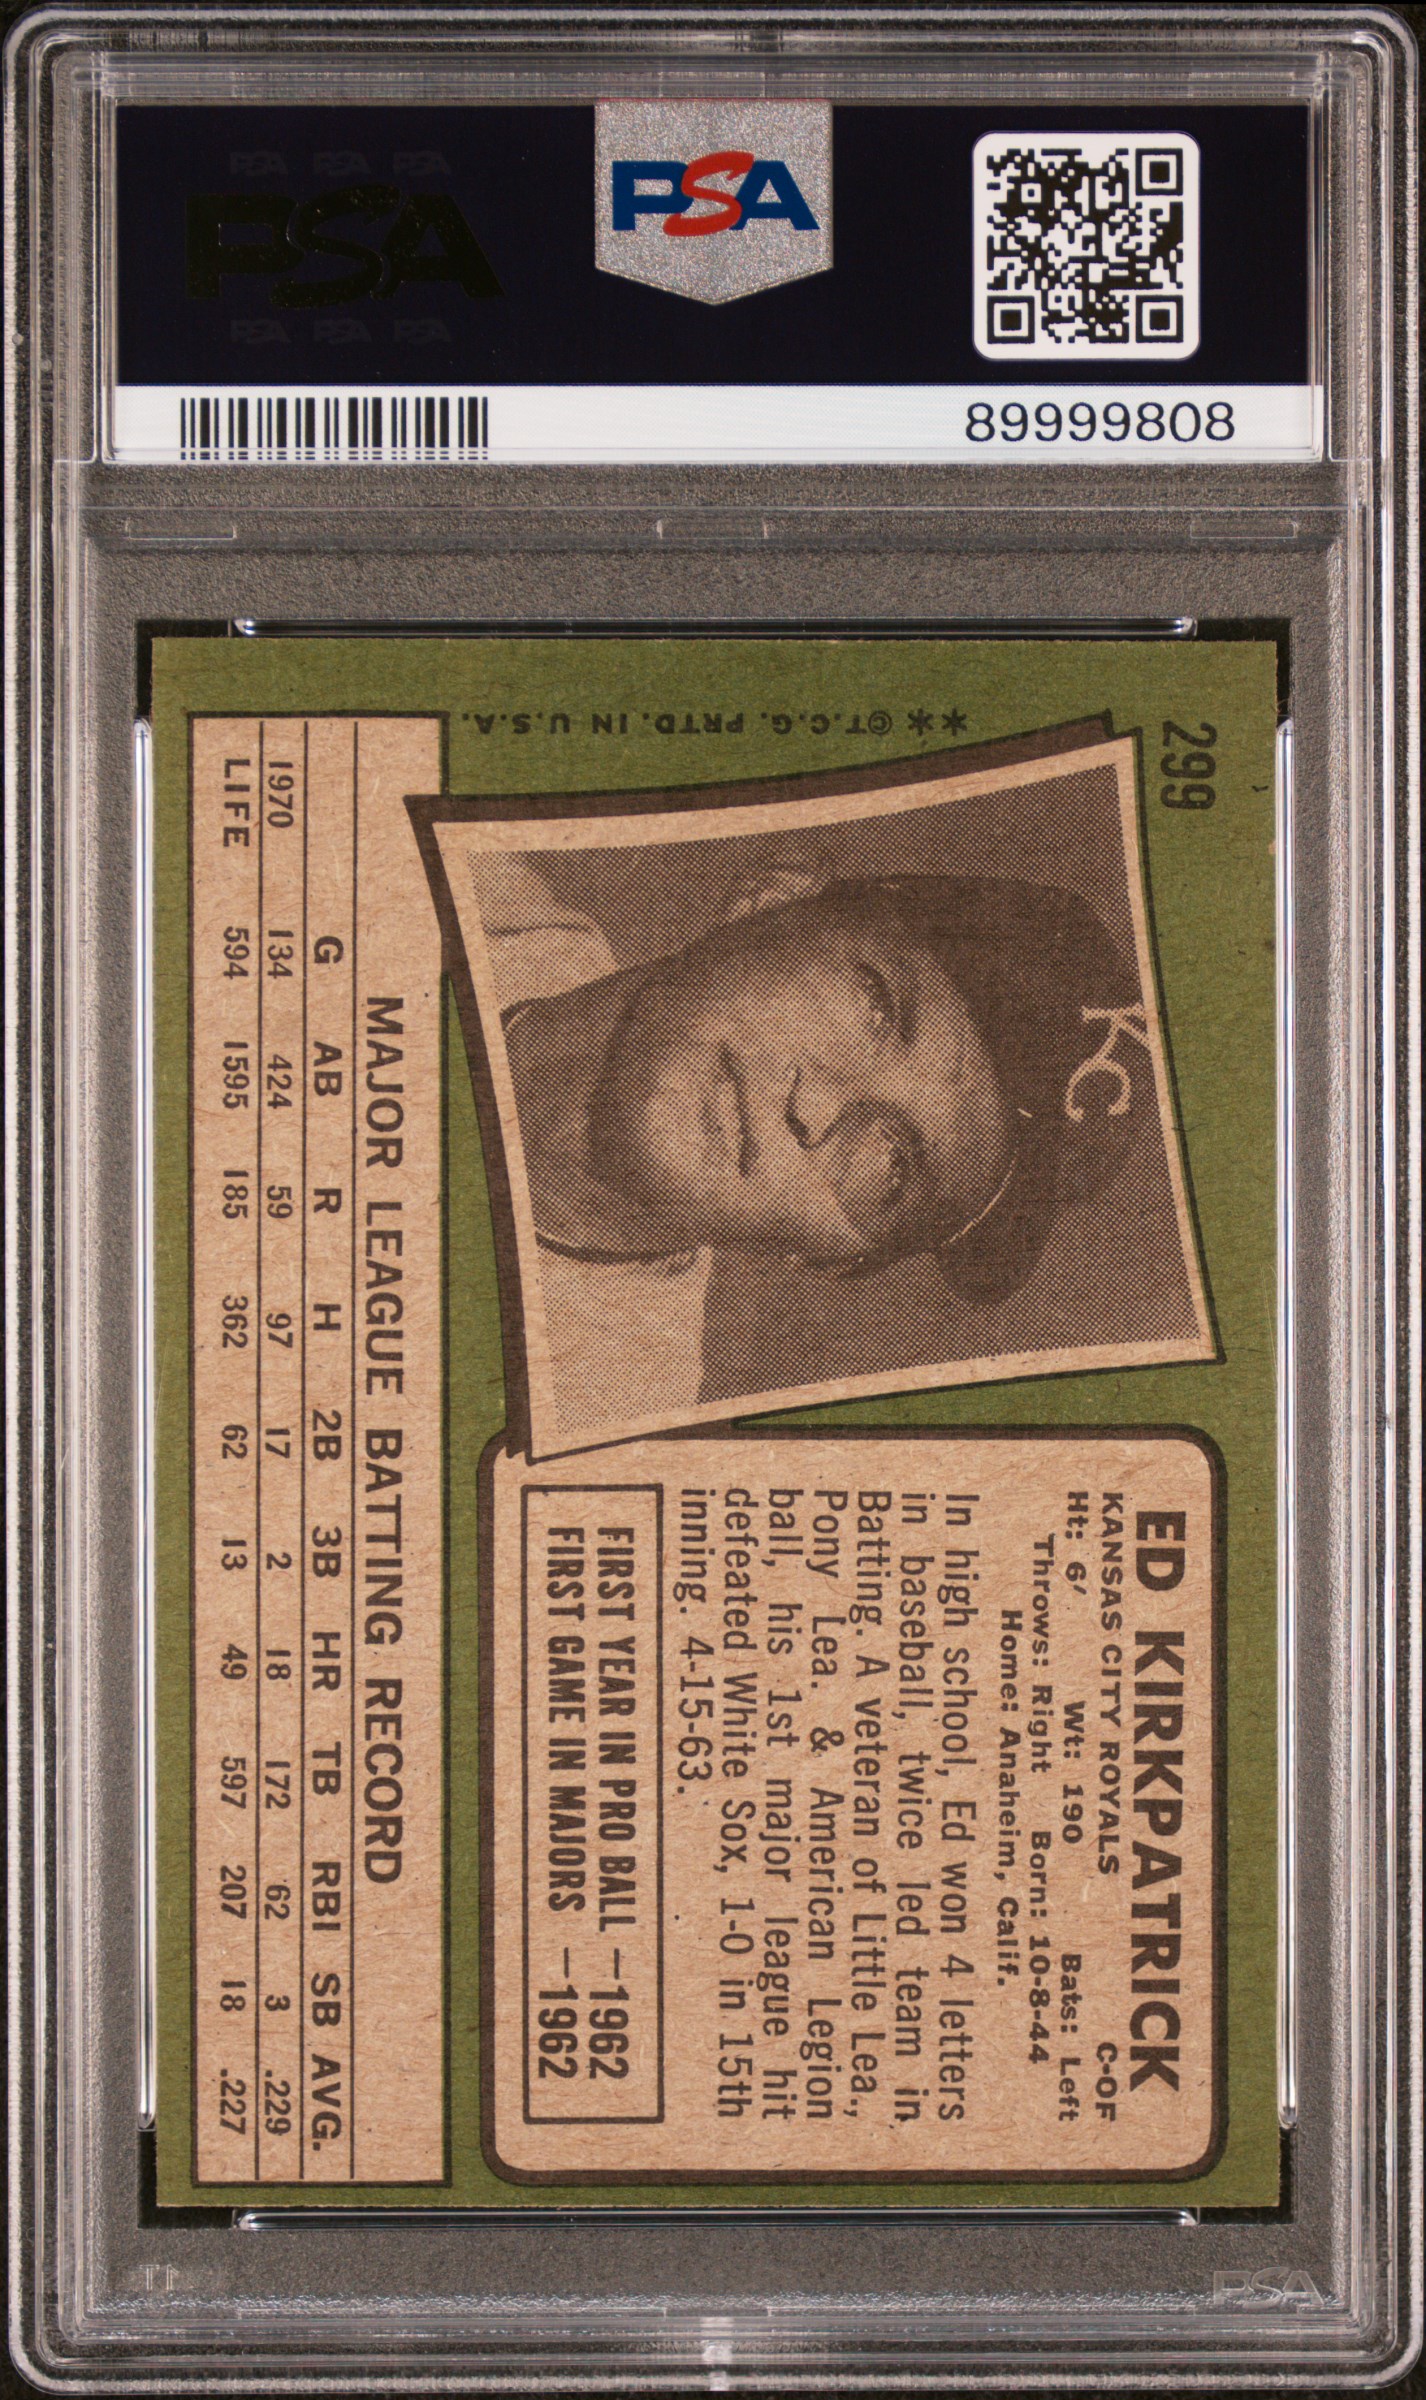 PSA PSA PSA
PSA
PSA PSA PSA
PSA
89999808
299
** ©T.C.G. PRTD. IN U.S.A.
KC
ED KIRKPATRICK
KANSAS CITY ROYALS C-OF
Ht: 6' Wt: 190 Bats: Left
Throws: Right Born: 10-8-44
Home: Anaheim, Calif.
In high school, Ed won 4 letters
in baseball, twice led team in
Batting. A veteran of Little Lea.,
Pony Lea. & American Legion
ball, his 1st major league hit
defeated White Sox, 1-0 in 15th
inning. 4-15-63.
FIRST YEAR IN PRO BALL —1962
FIRST GAME IN MAJORS —1962
MAJOR LEAGUE BATTING RECORD
G AB R H 2B 3B HR TB RBI SB AVG.
1970 134 424 59 97 17 2 18 172 62 3 .229
LIFE 594 1595 185 362 62 13 49 597 207 18 .227
PSA